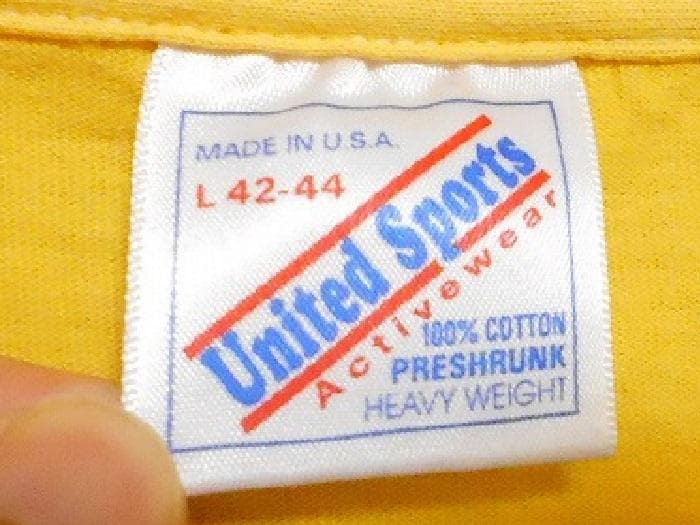 MADE IN U.S.A.
L 42-44
United Sports
Activewear
100% COTTON
PRESHRUNK
HEAVY WEIGHT